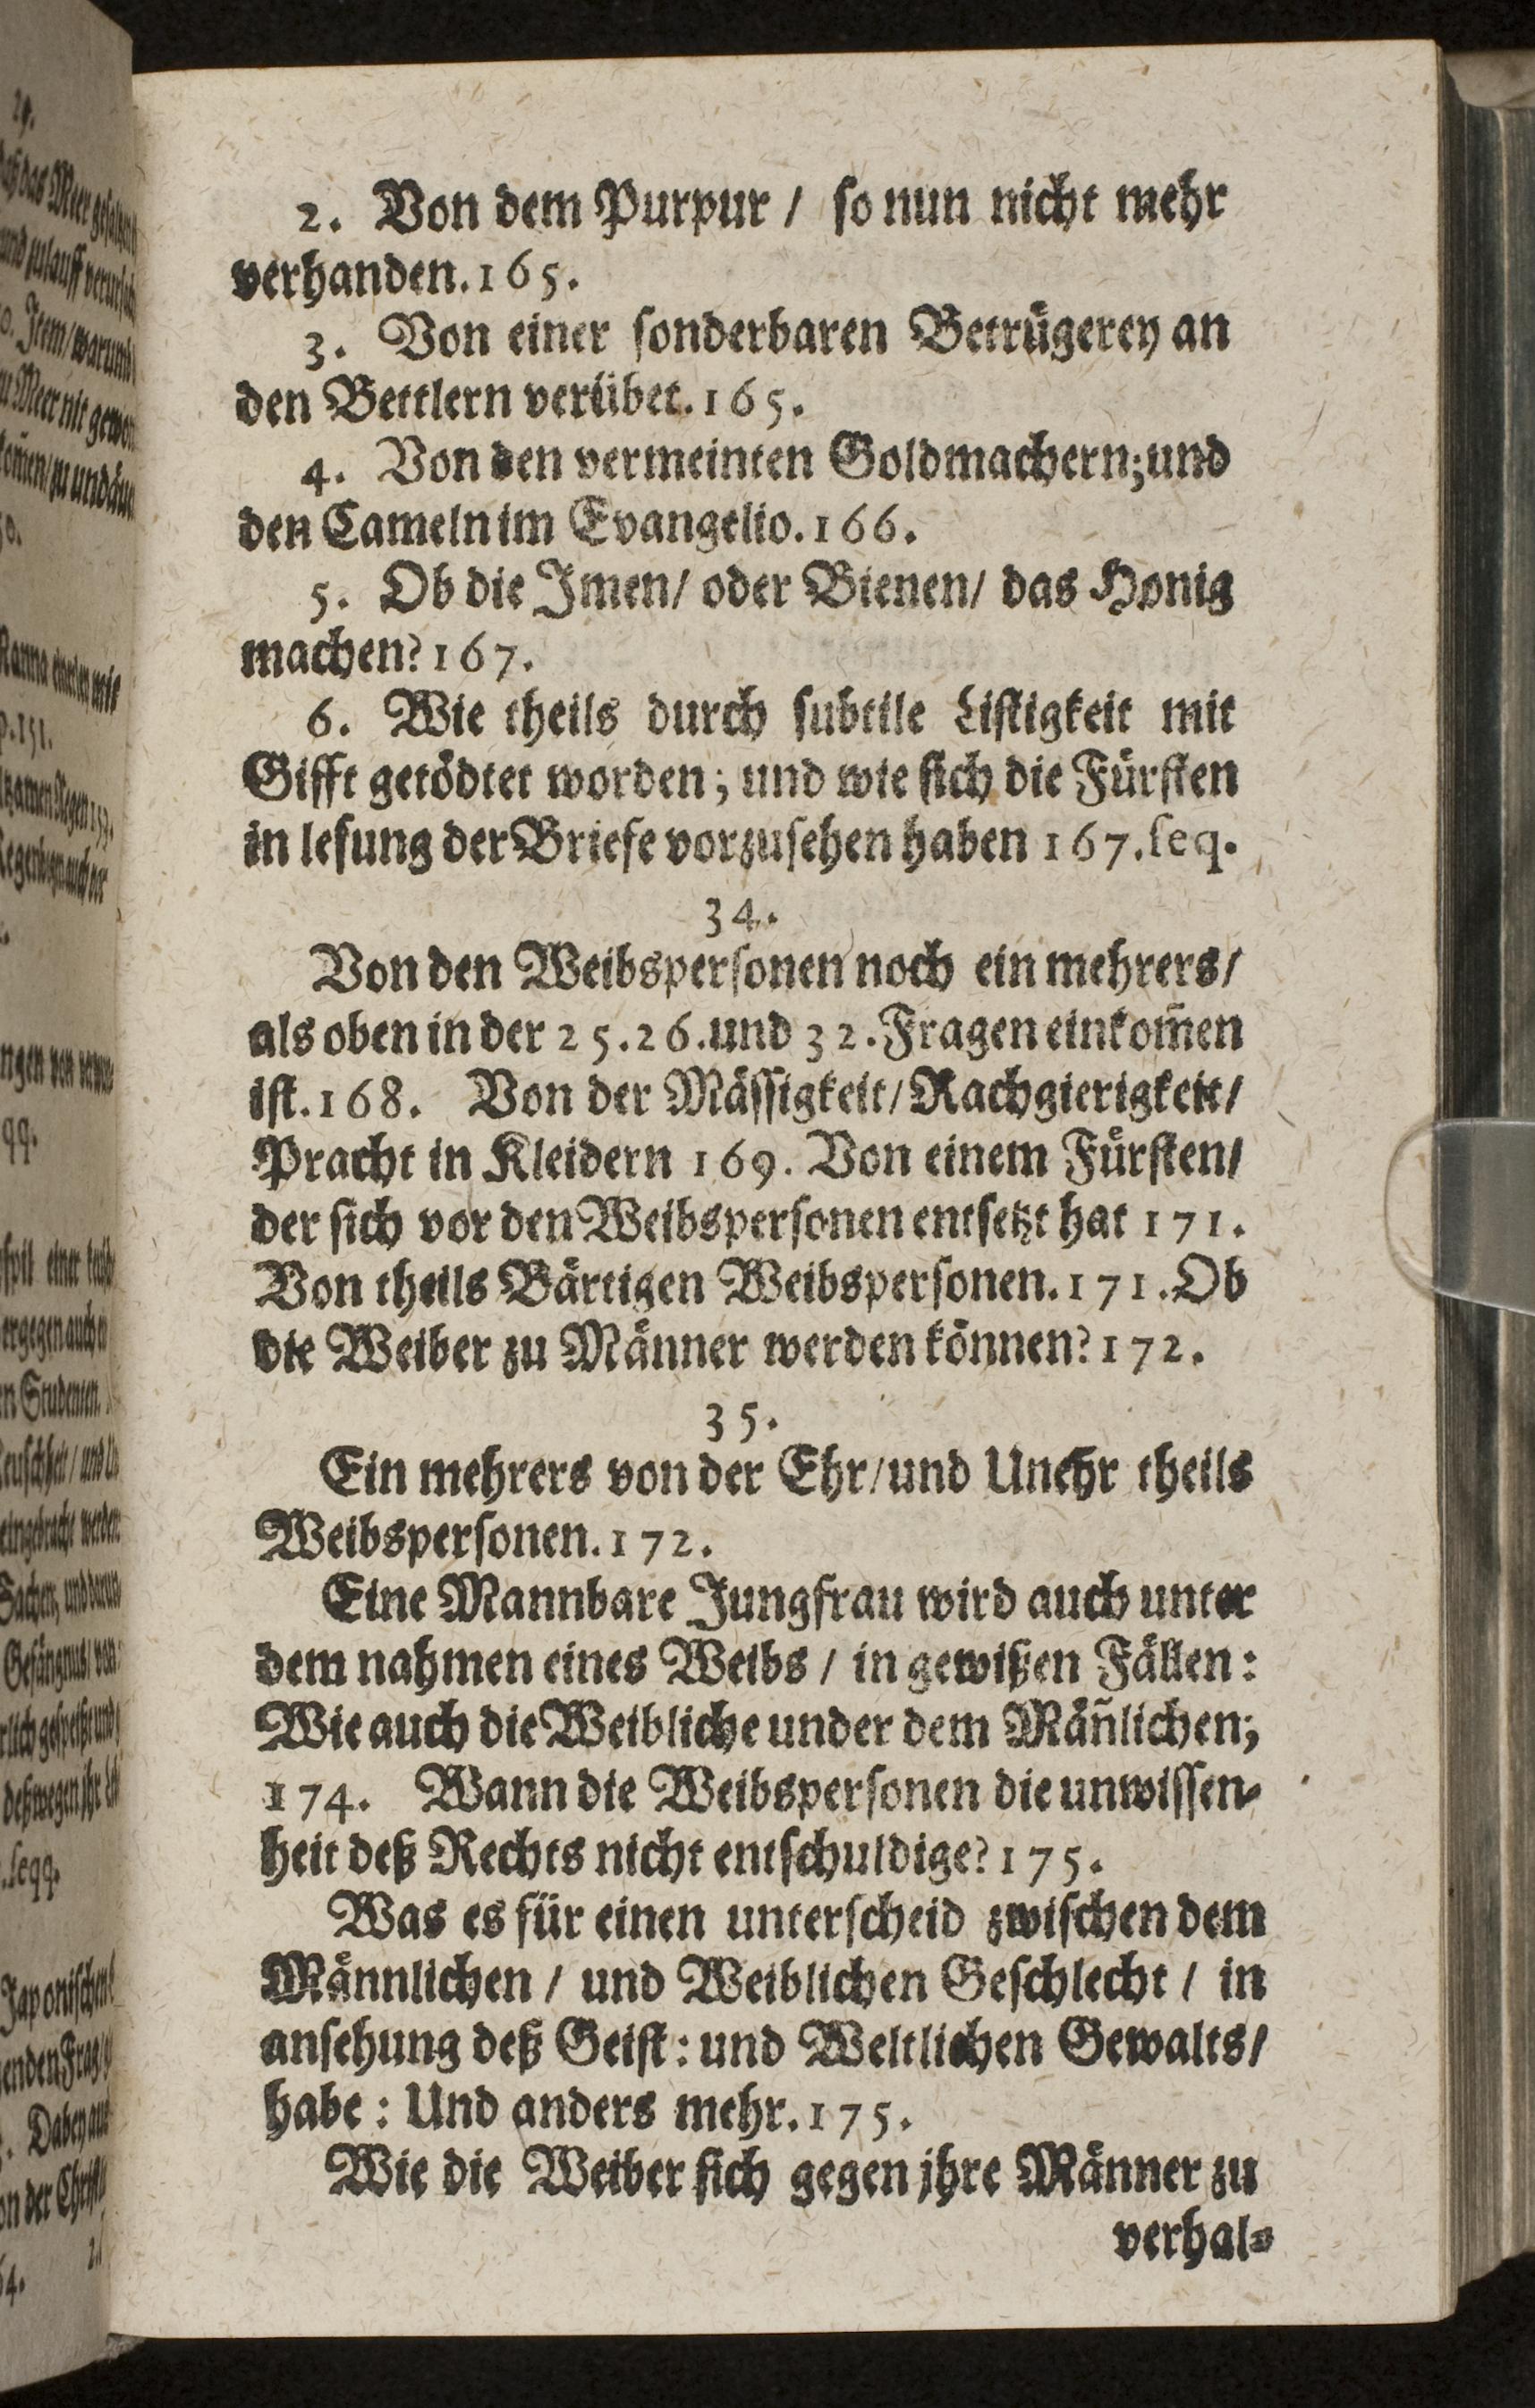 2. Von dem Purpur / so nun nicht mehr
verhanden. 165.
3. Von einer sonderbaren Betrügerey an
den Bettlern verübet. 165.
4. Von den vermeinten Goldmachern; und
den Cameln im Evangelio. 166.
5. Ob die Imen / oder Bienen / das Honig
machen? 167.
6. Wie theils durch subtile Listigkeit mit
Gifft getödtet worden; und wie sich die Fürsten
in lesung der Briefe vorzusehen haben 167. seq.
34.
Von den Weibspersonen noch ein mehrers /
als oben in der 25. 26. und 32. Fragen einkom̄en
ist. 168. Von der Mässigkeit / Rachgierigkeit /
Pracht in Kleidern 169. Von einem Fürsten /
der sich vor den Weibspersonen entsetzt hat 171.
Von theils Bärtigen Weibspersonen. 171. Ob
die Weiber zu Männer werden können? 172.
35.
Ein mehrers von der Ehr / und Unehr theils
Weibspersonen. 172.
Eine Mannbare Jungfrau wird auch unter
dem nahmen eines Weibs / in gewißen Fällen:
Wie auch die Weibliche under dem Män̄lichen;
174. Wann die Weibspersonen die unwissen-
heit deß Rechts nicht entschuldige? 175.
Was es für einen unterscheid zwischen dem
Männlichen / und Weiblichen Geschlecht / in
ansehung deß Geist: und Weltlichen Gewalts /
habe: Und anders mehr. 175.
Wie die Weiber sich gegen jhre Männer zu
verhal-